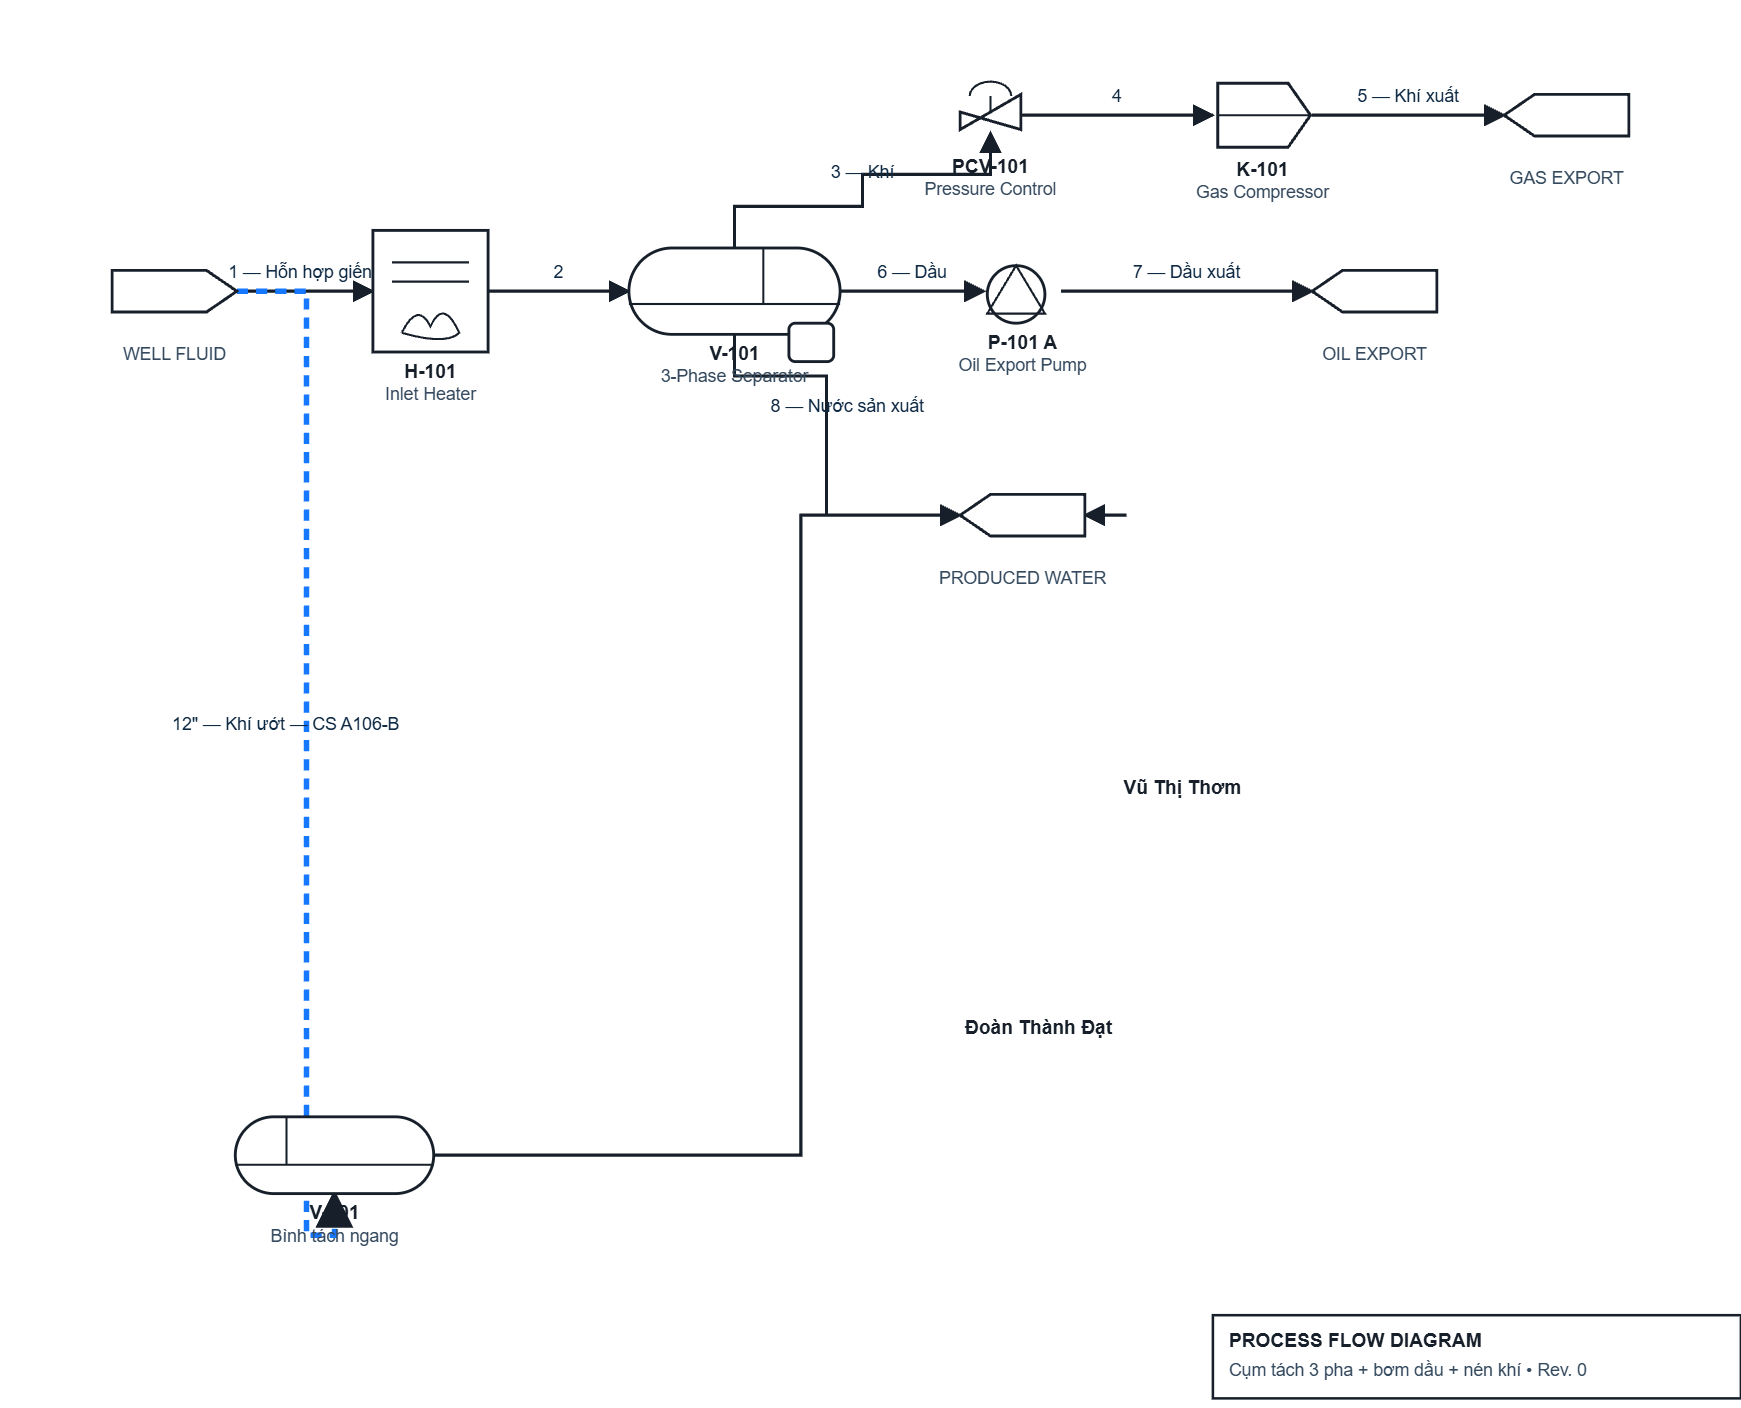 4
5 — Khí xuất
3 — Khí
PCV-101
Pressure Control
K-101
Gas Compressor
GAS EXPORT
1 — Hỗn hợp giến
2
6 — Dầu
7 — Dầu xuất
WELL FLUID
H-101
Inlet Heater
V-101
3-Phase Separator
P-101 A
Oil Export Pump
OIL EXPORT
8 — Nước sản xuất
PRODUCED WATER
12" — Khí ướt — CS A106-B
Vũ Thị Thơm
Đoàn Thành Đạt
Bình tách ngang
PROCESS FLOW DIAGRAM
Cụm tách 3 pha + bơm dầu + nén khí • Rev. 0